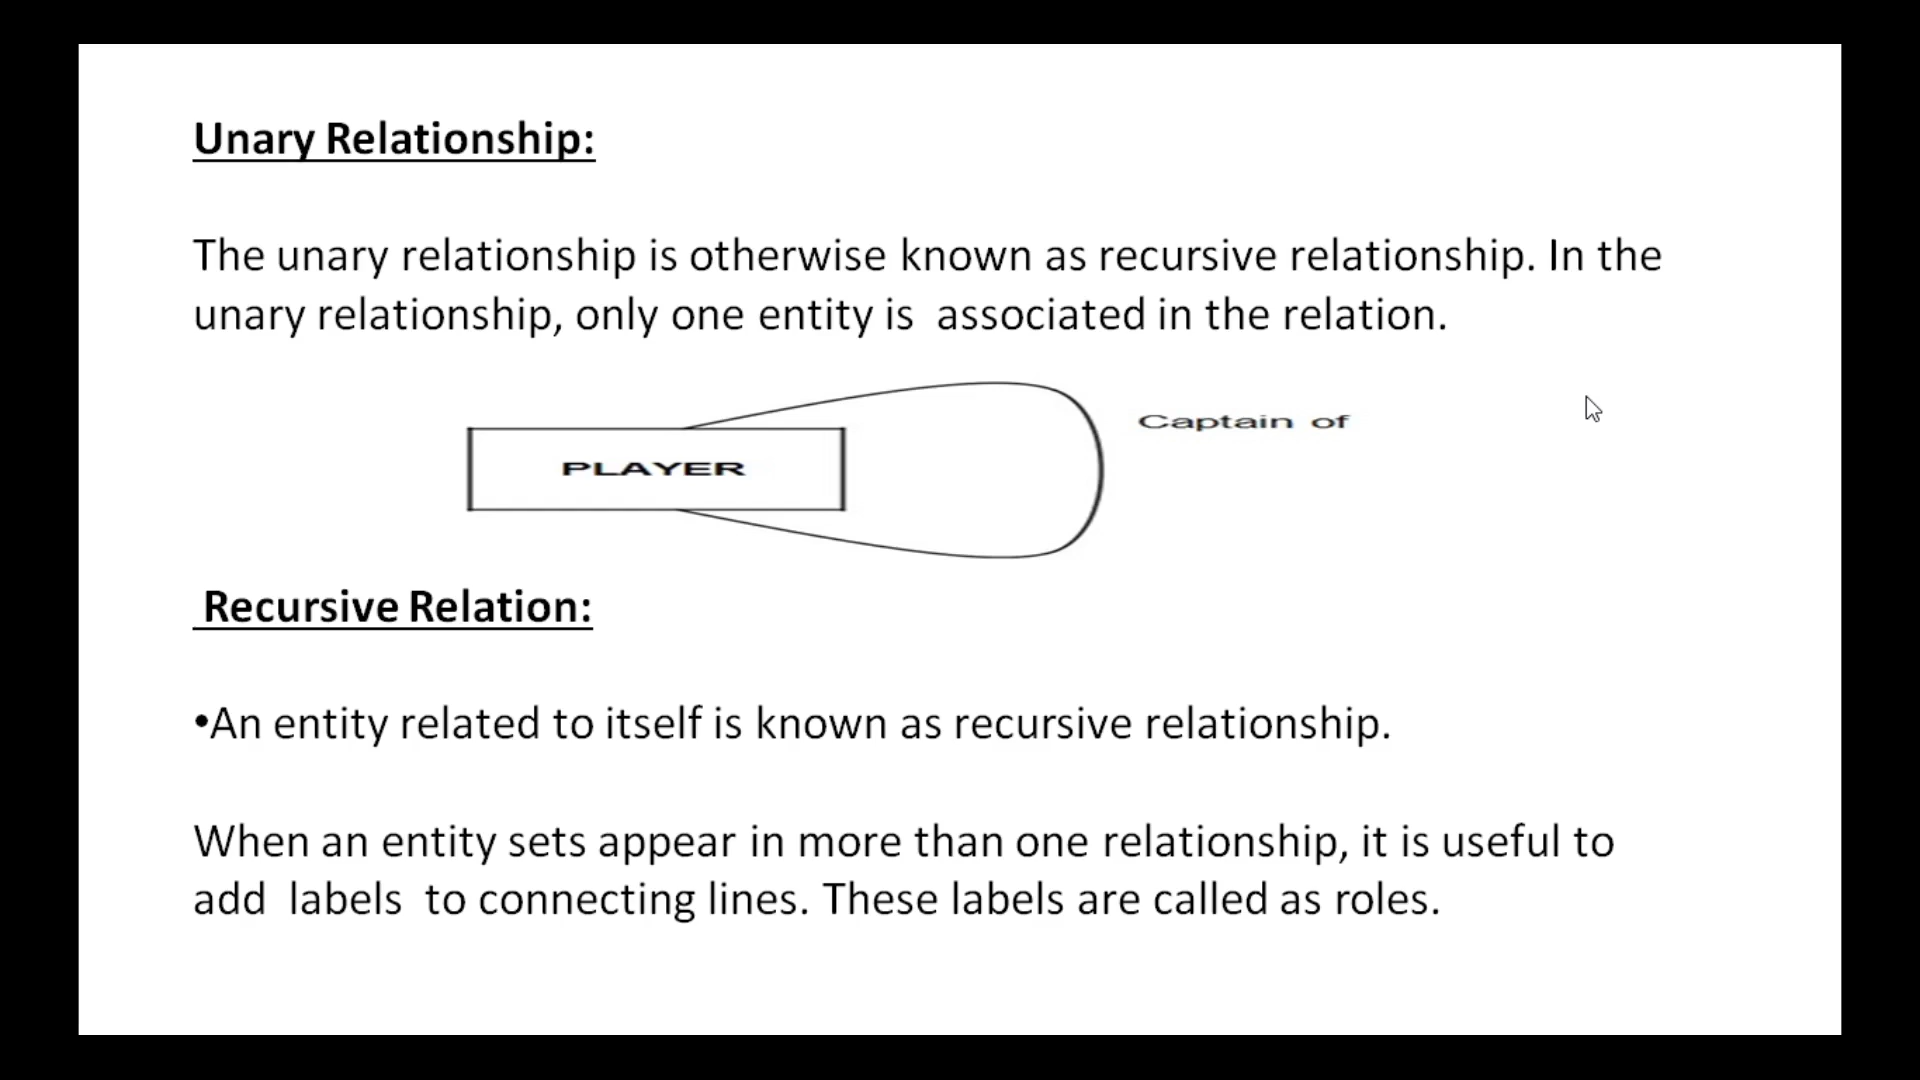 Unary Relationship:
The unary relationship is otherwise known as recursive relationship. In the
unary relationship, only one entity is  associated in the relation.
Captain of
PLAYER
Recursive Relation:
•An entity related to itself is known as recursive relationship.
When an entity sets appear in more than one relationship, it is useful to
add  labels  to connecting lines. These labels are called as roles.